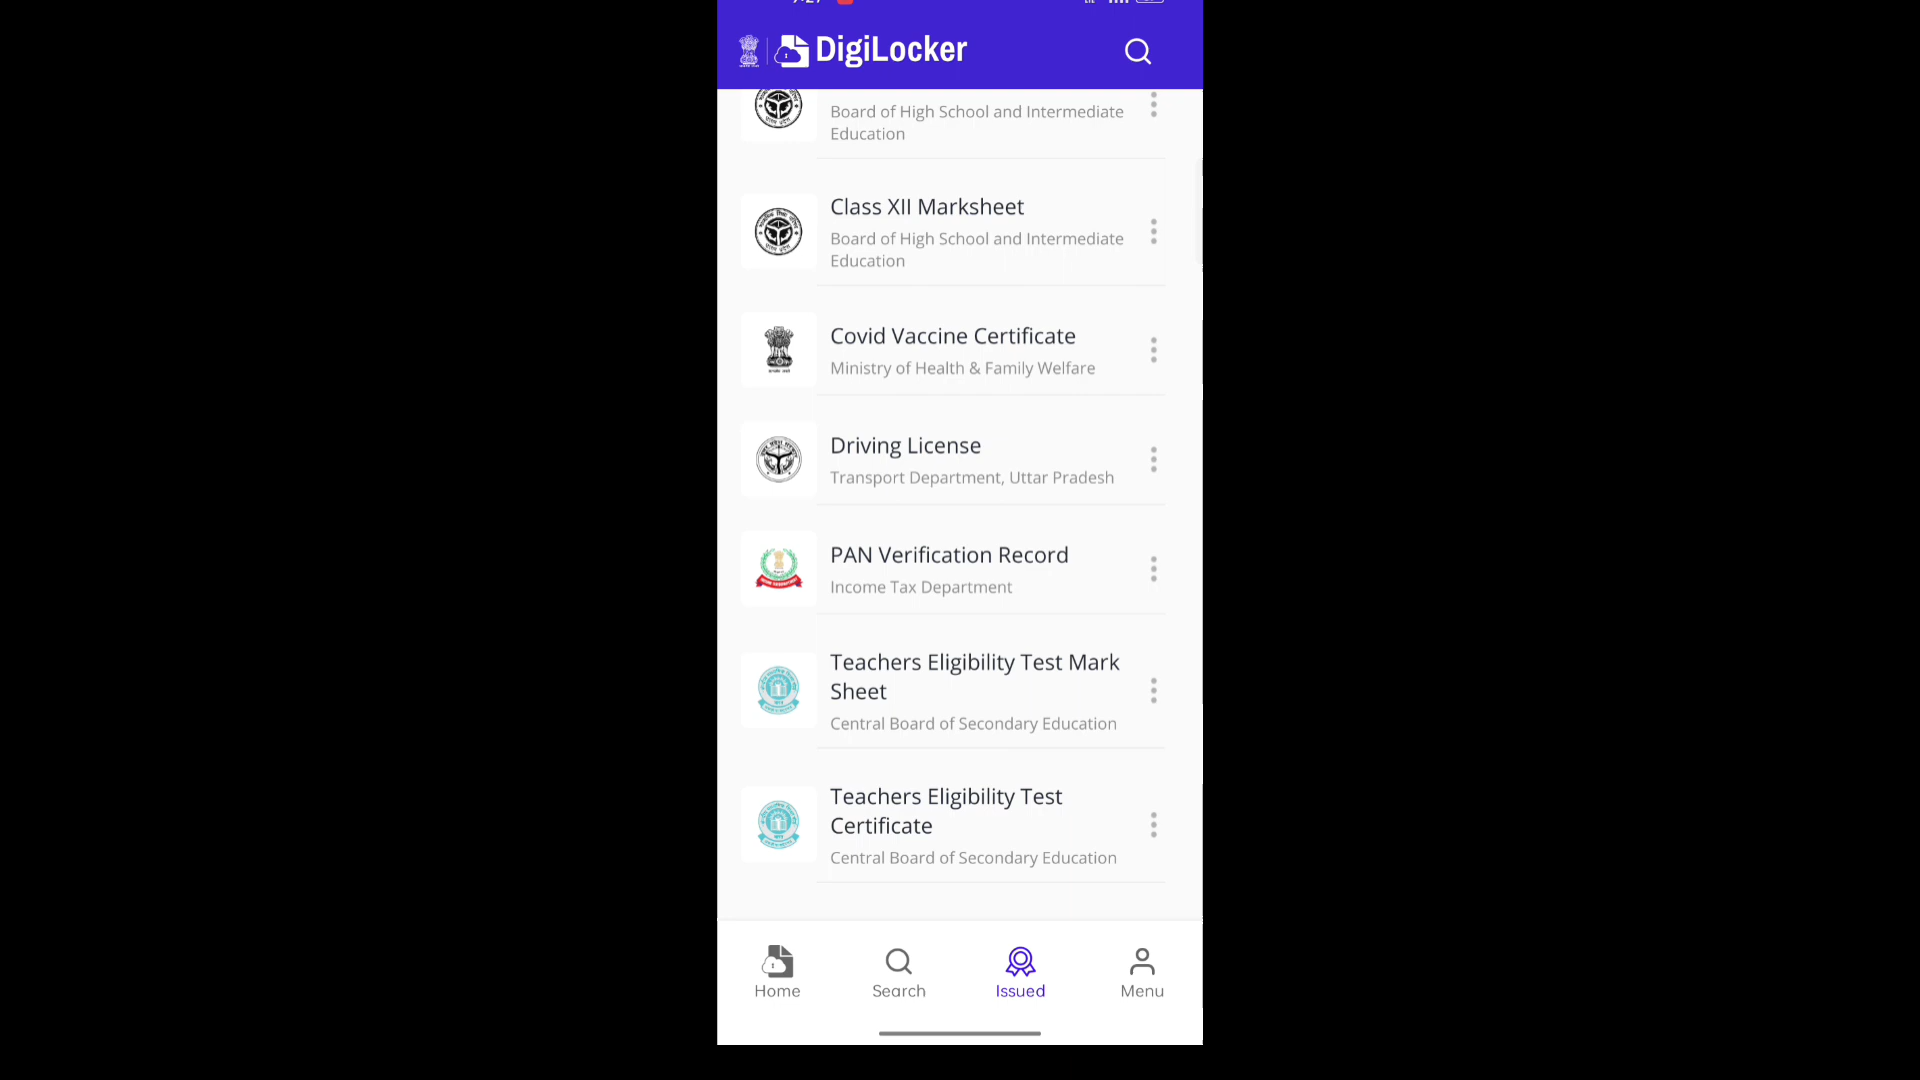 DigiLocker
Board of High School and Intermediate
Education
Class XII Marksheet
Board of High School and Intermediate
Education
Covid Vaccine Certificate
Ministry of Health & Family Welfare
Driving License
Transport Department, Uttar Pradesh
PAN Verification Record
Income Tax Department
Teachers Eligibility Test Mark
Sheet
Central Board of Secondary Education
Teachers Eligibility Test
Certificate
Central Board of Secondary Education
Home
Search
Issued
Menu